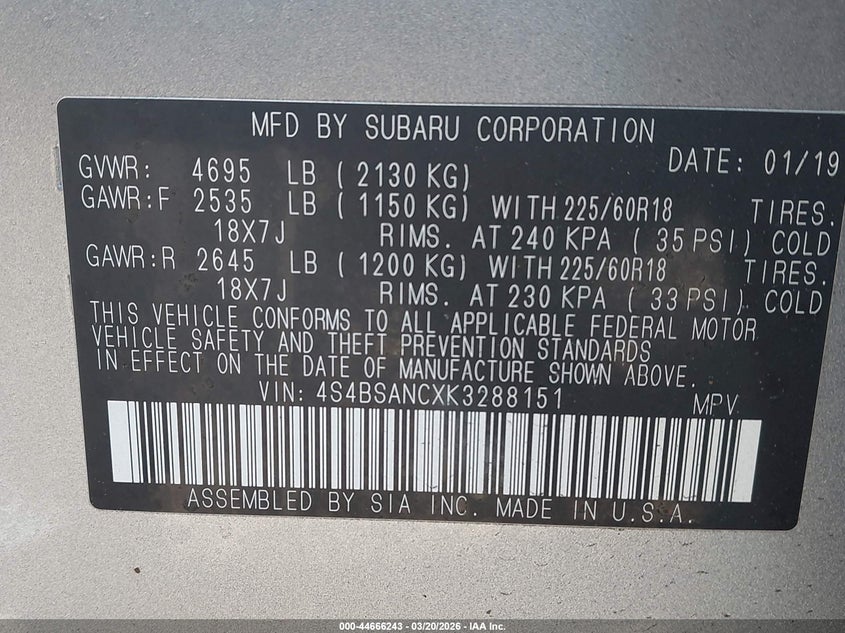 MFD BY SUBARU CORPORATION
DATE: 01/19
GVWR: 4695 LB ( 2130 KG)
GAWR:F 2535 LB ( 1150 KG) WITH 225/60R18 TIRES.
18X7J RIMS. AT 240 KPA ( 35 PSI) COLD
GAWR:R 2645 LB ( 1200 KG) WITH 225/60R18 TIRES.
18X7J RIMS. AT 230 KPA ( 33 PSI) COLD
THIS VEHICLE CONFORMS TO ALL APPLICABLE FEDERAL MOTOR
VEHICLE SAFETY AND THEFT PREVENTION STANDARDS
IN EFFECT ON THE DATE OF MANUFACTURE SHOWN ABOVE.
VIN: 4S4BSANCXK3288151 MPV
ASSEMBLED BY SIA INC. MADE IN U.S.A.
000-44666243 - 03/20/2026 - IAA Inc.